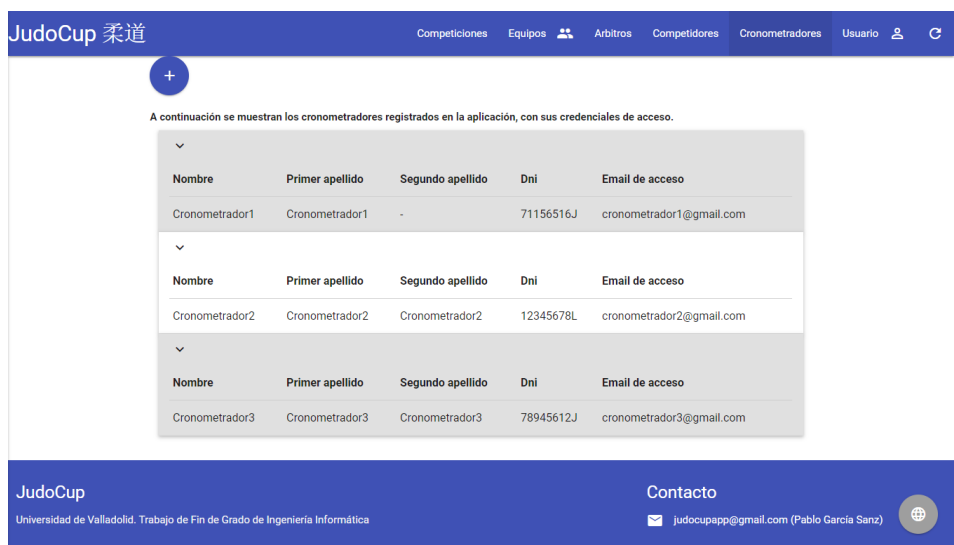 JudoCup 柔道
Competiciones Equipos Arbitros Competidores Cronometradores Usuario
+
A continuación se muestran los cronometradores registrados en la aplicación, con sus credenciales de acceso.
Nombre Primer apellido Segundo apellido Dni Email de acceso
Cronometrador1 Cronometrador1 - 71156516J cronometrador1@gmail.com
Nombre Primer apellido Segundo apellido Dni Email de acceso
Cronometrador2 Cronometrador2 Cronometrador2 12345678L cronometrador2@gmail.com
Nombre Primer apellido Segundo apellido Dni Email de acceso
Cronometrador3 Cronometrador3 Cronometrador3 78945612J cronometrador3@gmail.com
JudoCup Contacto
Universidad de Valladolid. Trabajo de Fin de Grado de Ingeniería Informática judocupapp@gmail.com (Pablo García Sanz)